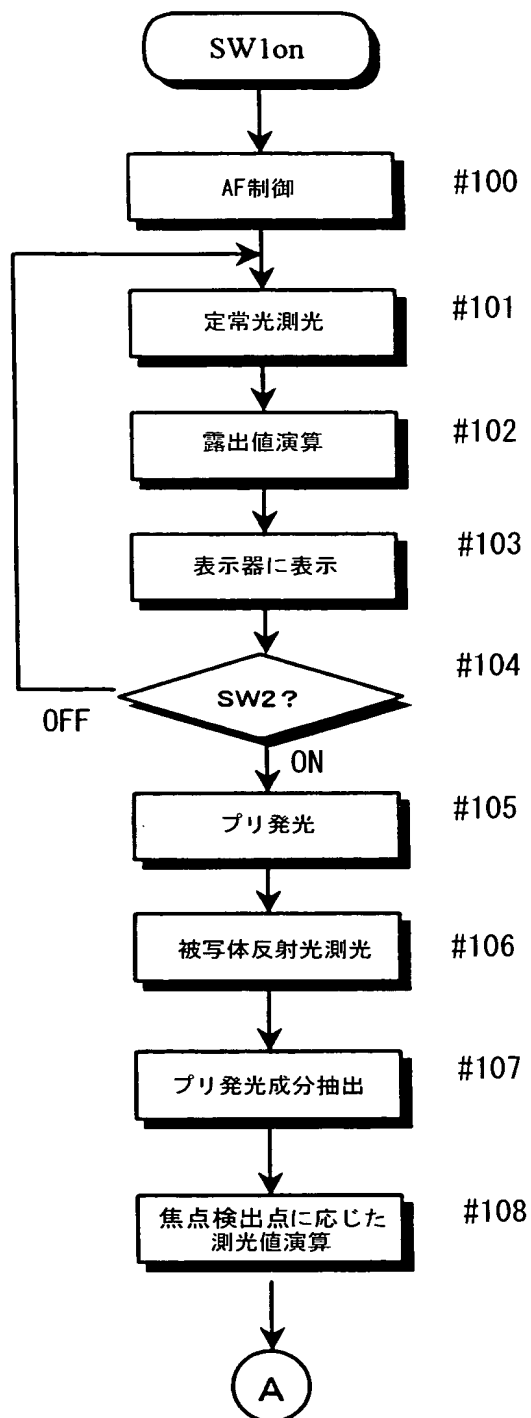 SW1on
AF制御 #100
定常光測光 #101
露出値演算 #102
表示器に表示 #103
SW2? #104
OFF
ON
プリ発光 #105
被写体反射光測光 #106
プリ発光成分抽出 #107
焦点検出点に応じた #108
測光値演算
A